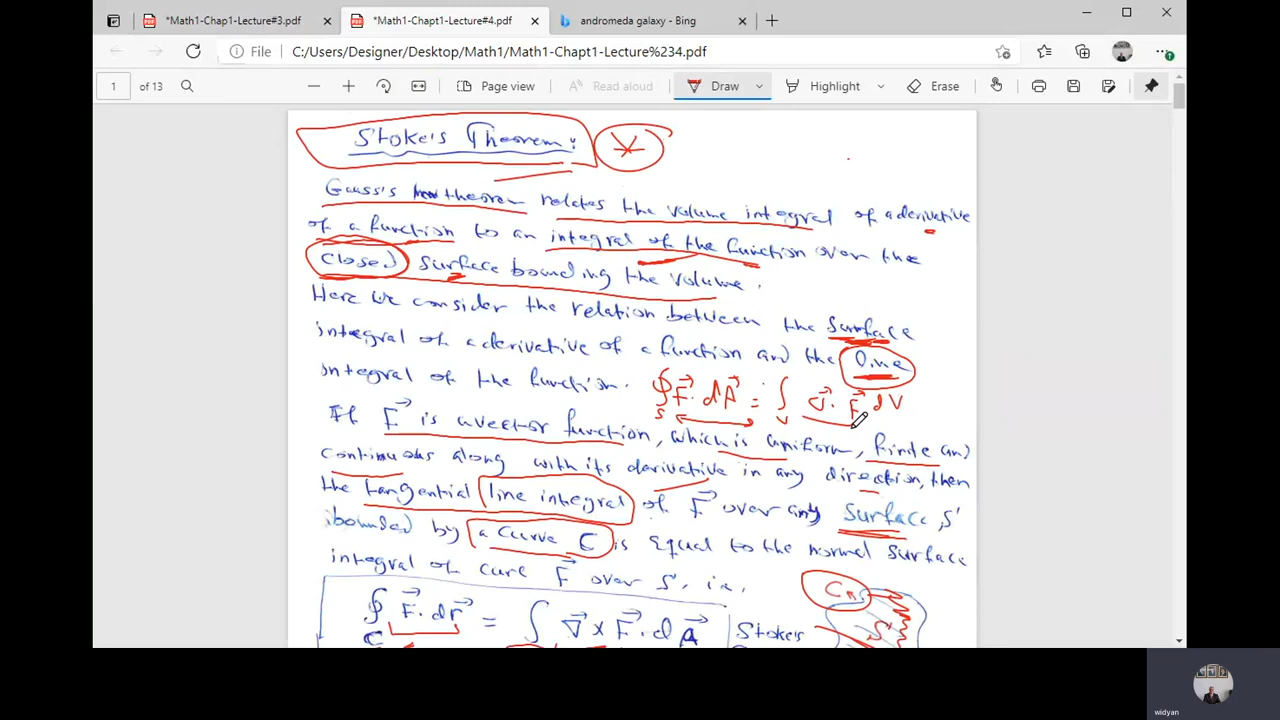 *Math1-Chapt1-Lecture#3.pdf
*Math1-Chapt1-Lecture#4.pdf
andromeda galaxy - Bing
File C:/Users/Designer/Desktop/Math1/Math1-Chapt1-Lecture%234.pdf
1 of 13 Page view Read aloud Draw Highlight Erase
Stoke's Theorem:
Gauss's theorem relates the volume integral of a derivative
of a function to an integral of the function over the
closed surface bounding the volume.
Here we consider the relation between the surface
integral of a derivative of a function and the line
integral of the function.
∮S F⃗ · dA⃗ = ∫V ∇⃗ · F⃗ dV
If F⃗ is a vector function, which is uniform, finite and
continuous along with its derivative in any direction, then
the tangential line integral of F⃗ over any surface, S
bounded by a curve C is equal to the normal surface
integral of curl F⃗ over S, i.e,
∮C F⃗ · dr⃗ = ∫ ∇⃗ × F⃗ · dA⃗ Stokes
S
widyan